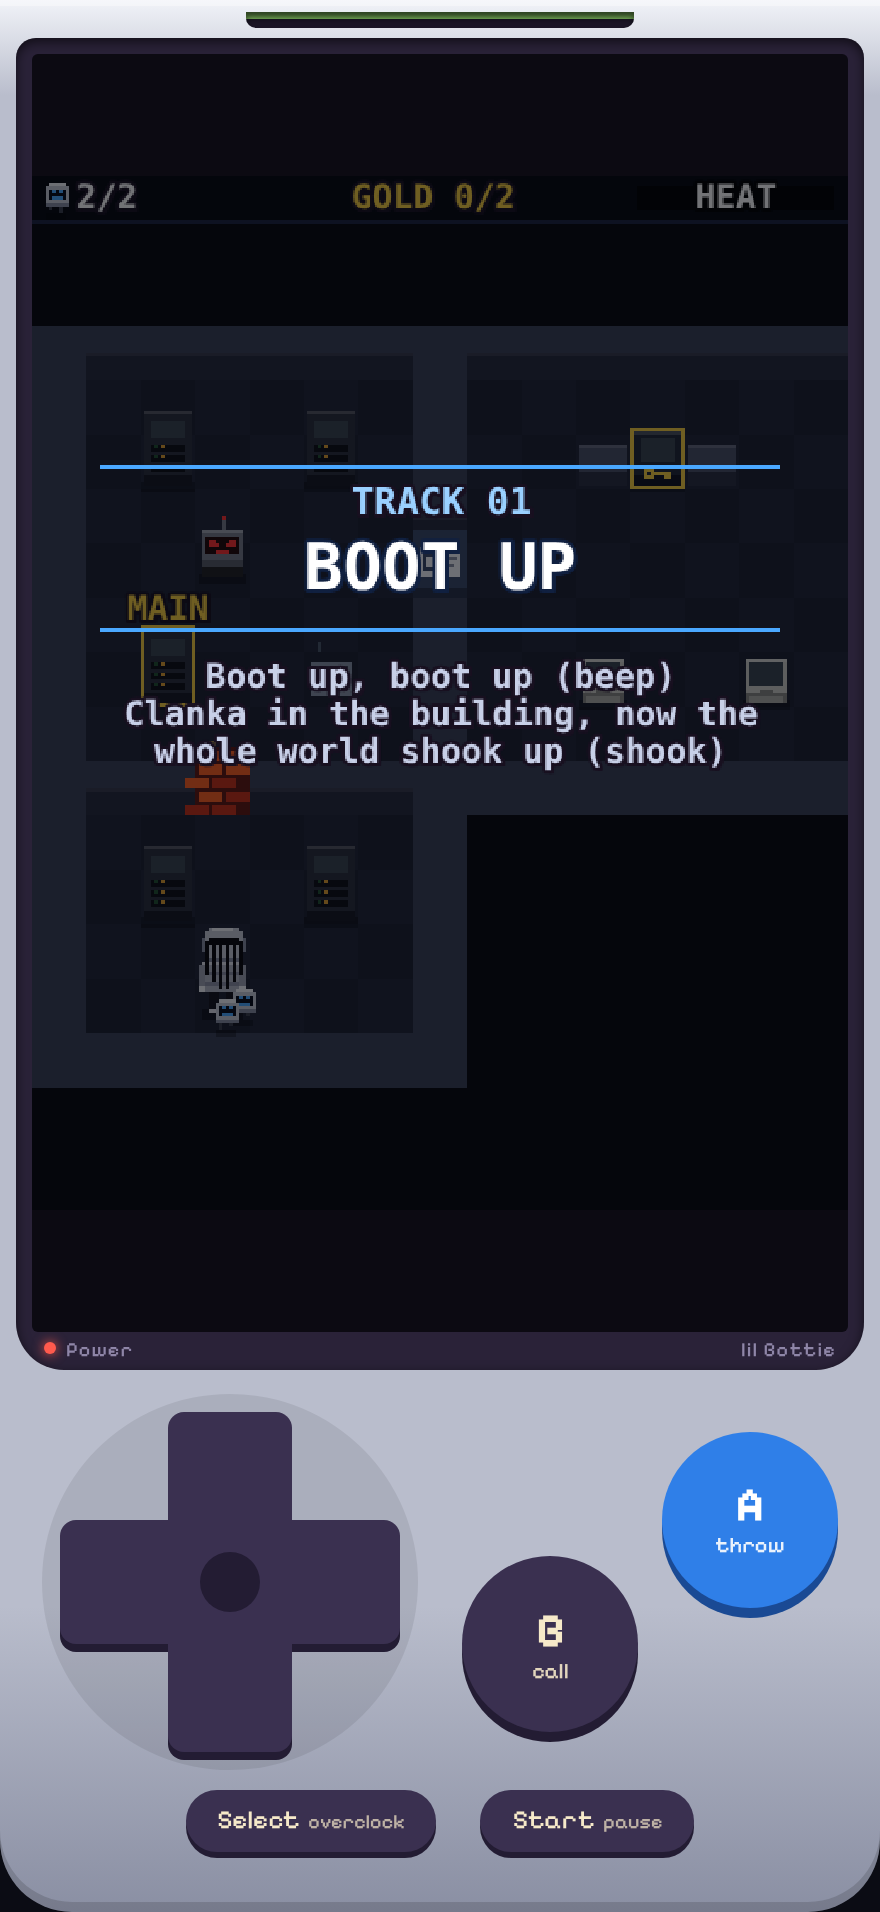 2/2 GOLD 0/2 HEAT
TRACK 01
BOOT UP
MAIN
Boot up, boot up (beep)
Clanka in the building, now the
whole world shook up (shook)
Power lil Bottie
A
throw
B
call
Select overclock Start pause